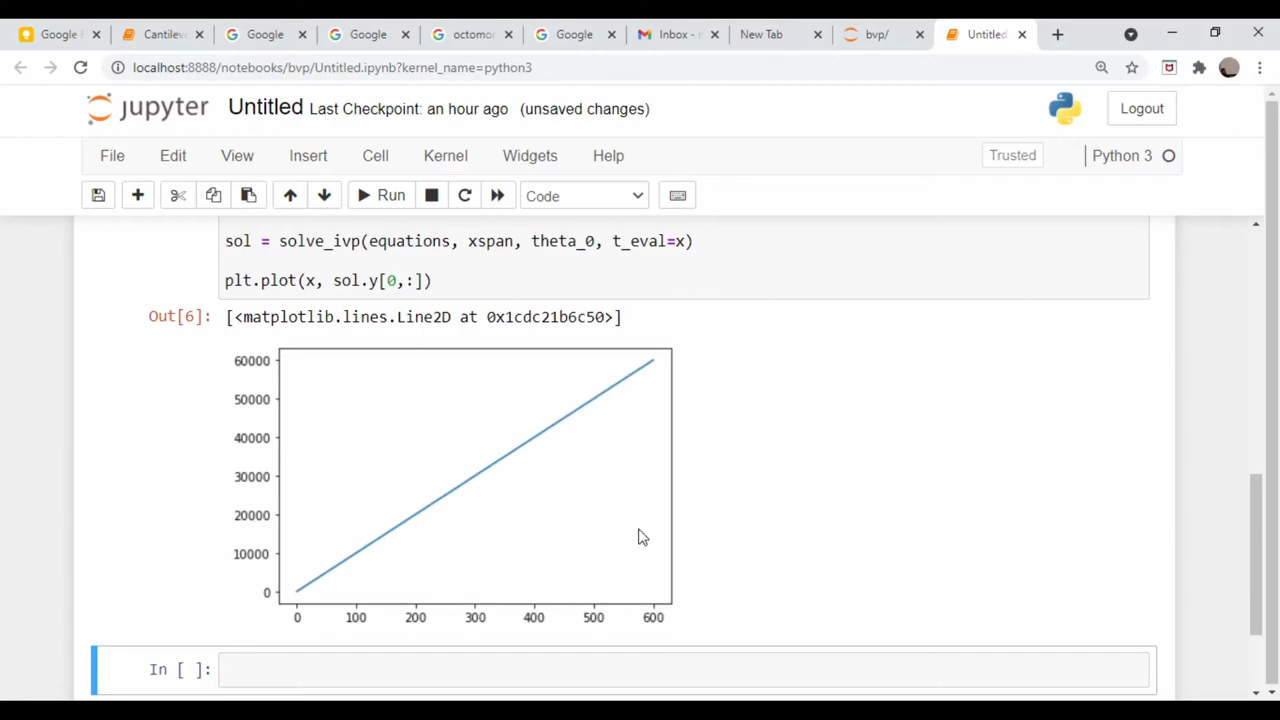 Google
Cantilev
Google
Google
octomor
Google
Inbox - r
New Tab
bvp/
Untitled
localhost:8888/notebooks/bvp/Untitled.ipynb?kernel_name=python3
jupyter Untitled Last Checkpoint: an hour ago (unsaved changes)
Logout
File Edit View Insert Cell Kernel Widgets Help
Trusted
Python 3
Run
Code
sol = solve_ivp(equations, xspan, theta_0, t_eval=x)
plt.plot(x, sol.y[0,:])
Out[6]: [<matplotlib.lines.Line2D at 0x1cdc21b6c50>]
60000
50000
40000
30000
20000
10000
0
0 100 200 300 400 500 600
In [ ]: